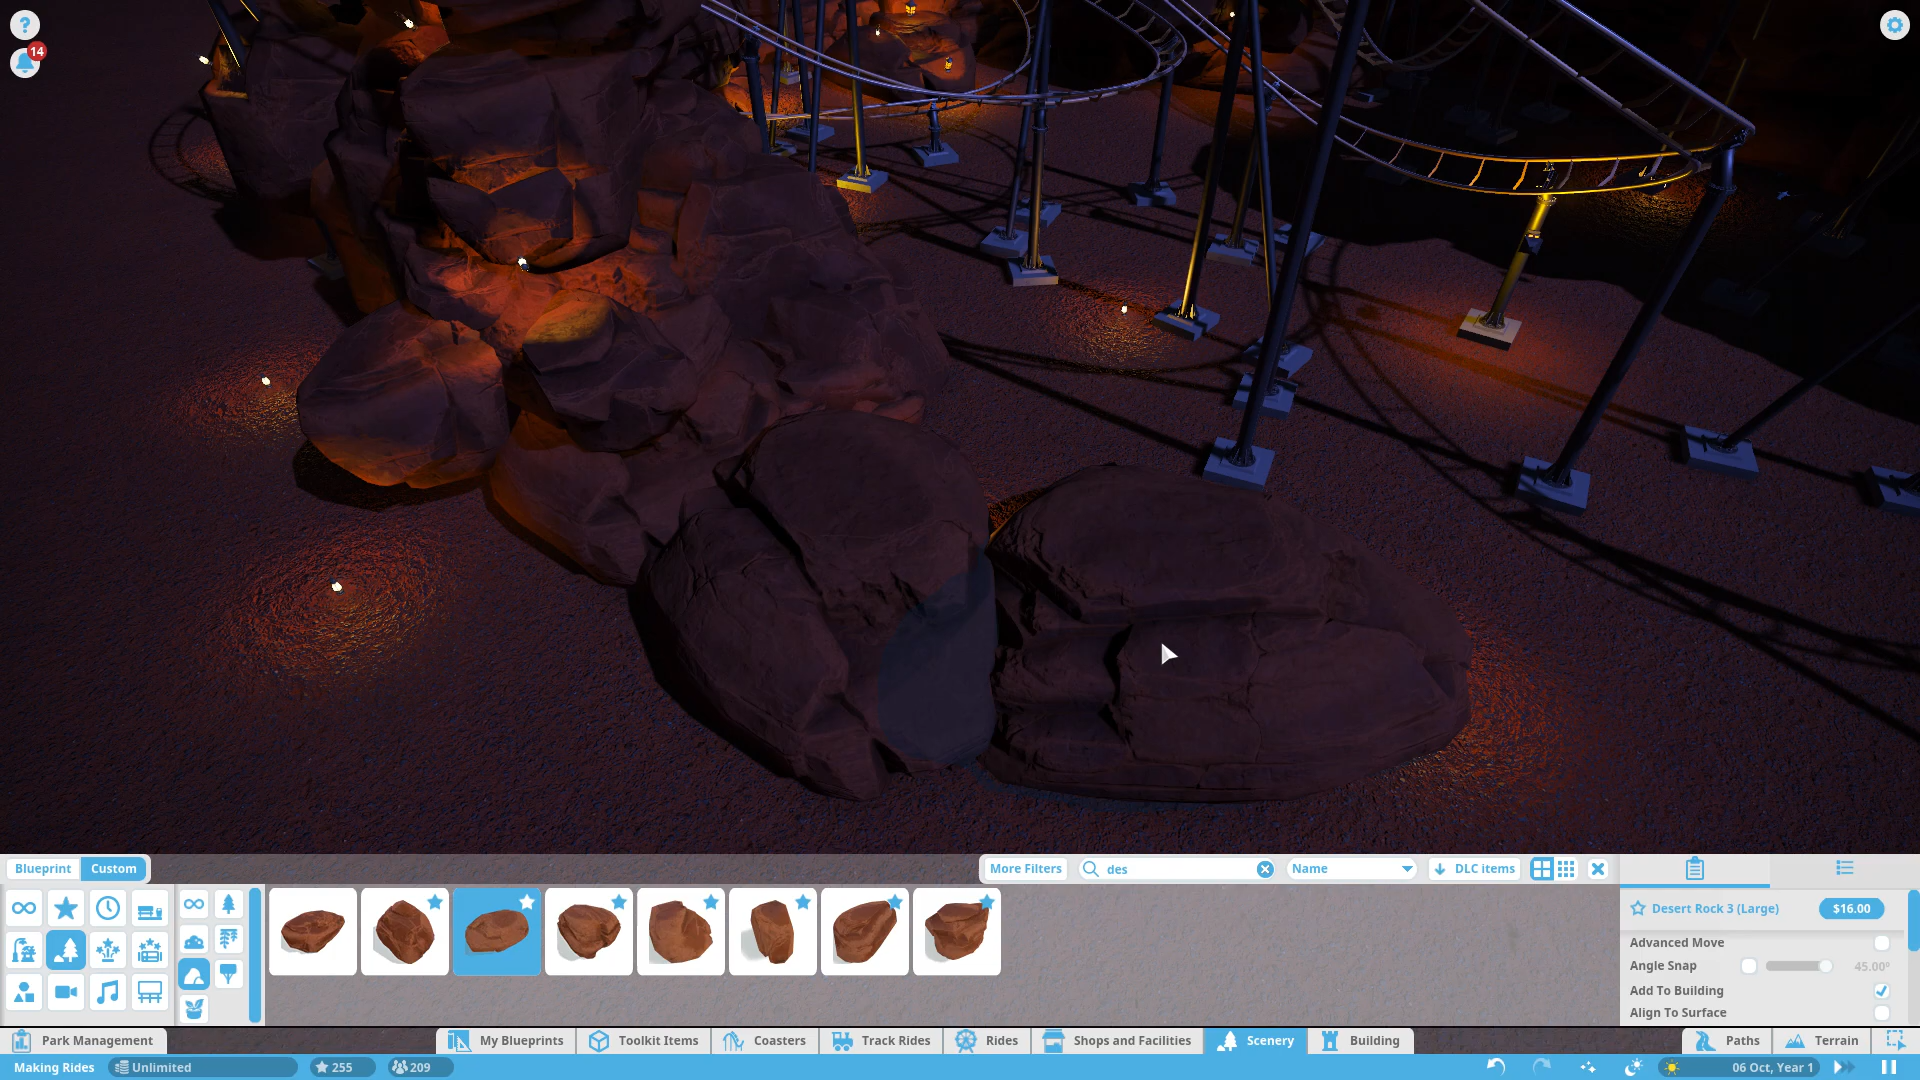 ?
14
Blueprint
Custom
More Filters
des
Name
DLC items
Desert Rock 3 (Large)
$16.00
Advanced Move
Angle Snap
45.00°
Add To Building
Align To Surface
Park Management
My Blueprints
Toolkit Items
Coasters
Track Rides
Rides
Shops and Facilities
Scenery
Building
Paths
Terrain
Making Rides
Unlimited
255
209
06 Oct, Year 1